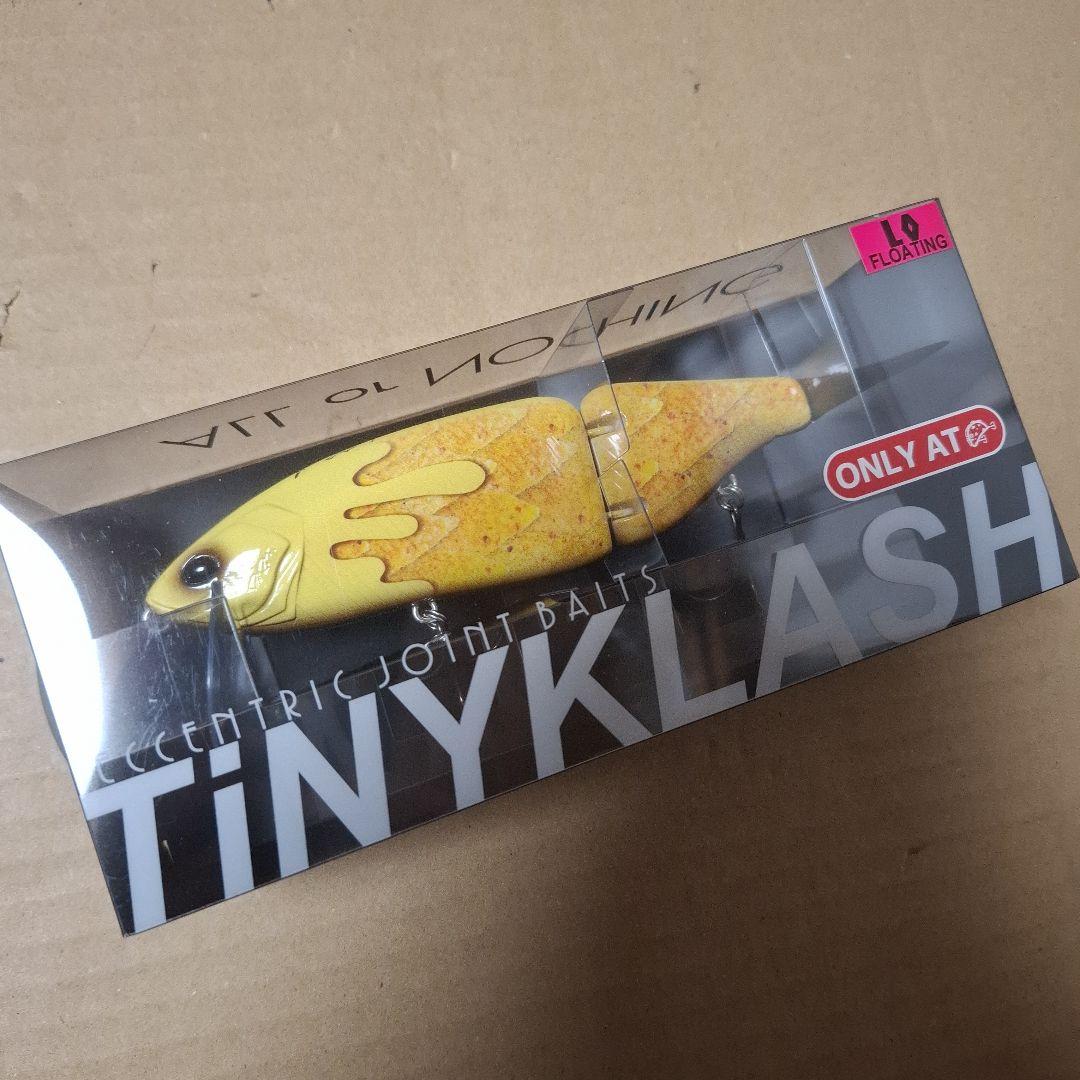 LO
FLOATING
ALL or NOTHING
ONLY AT
ECCENTRIC JOINT BAITS
TiNYKLASH